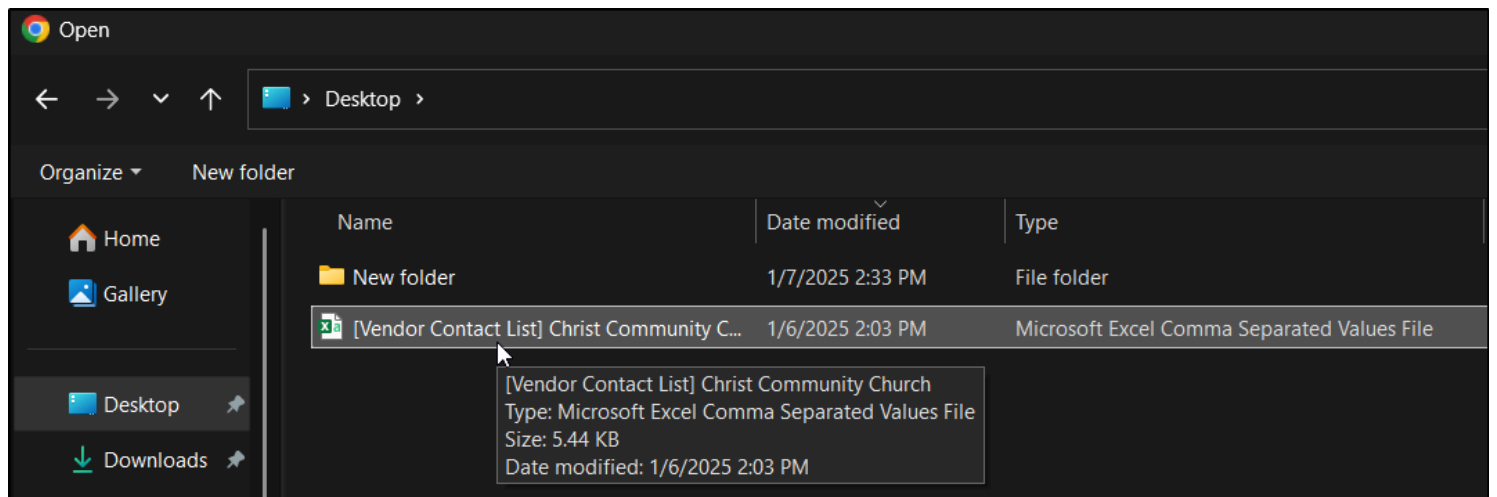 Open
Desktop
Organize New folder
Name Date modified Type
Home
Gallery
New folder 1/7/2025 2:33 PM File folder
[Vendor Contact List] Christ Community C... 1/6/2025 2:03 PM Microsoft Excel Comma Separated Values File
[Vendor Contact List] Christ Community Church
Type: Microsoft Excel Comma Separated Values File
Size: 5.44 KB
Date modified: 1/6/2025 2:03 PM
Desktop
Downloads